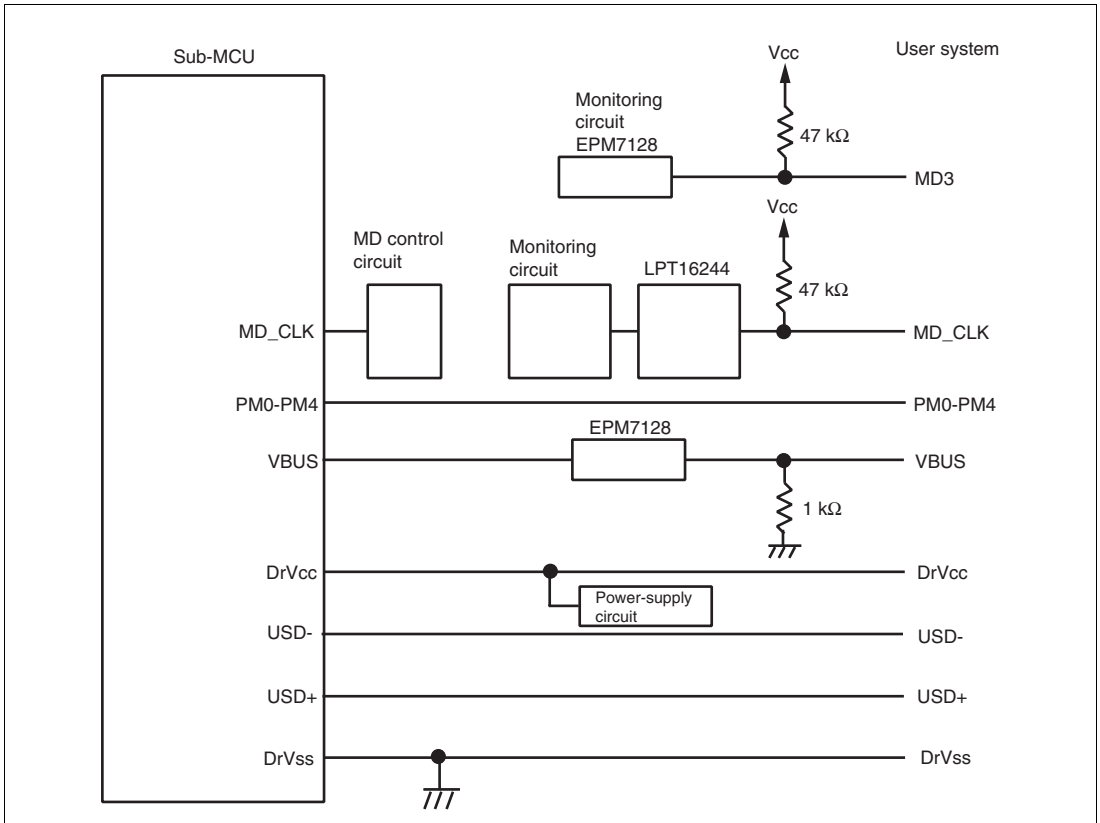 Sub-MCU
User system
Vcc
Monitoring
circuit
EPM7128
47 kΩ
MD3
Vcc
MD control
circuit
Monitoring
circuit
LPT16244
47 kΩ
MD_CLK
MD_CLK
PM0-PM4
PM0-PM4
EPM7128
VBUS
VBUS
1 kΩ
DrVcc
DrVcc
Power-supply
circuit
USD-
USD-
USD+
USD+
DrVss
DrVss